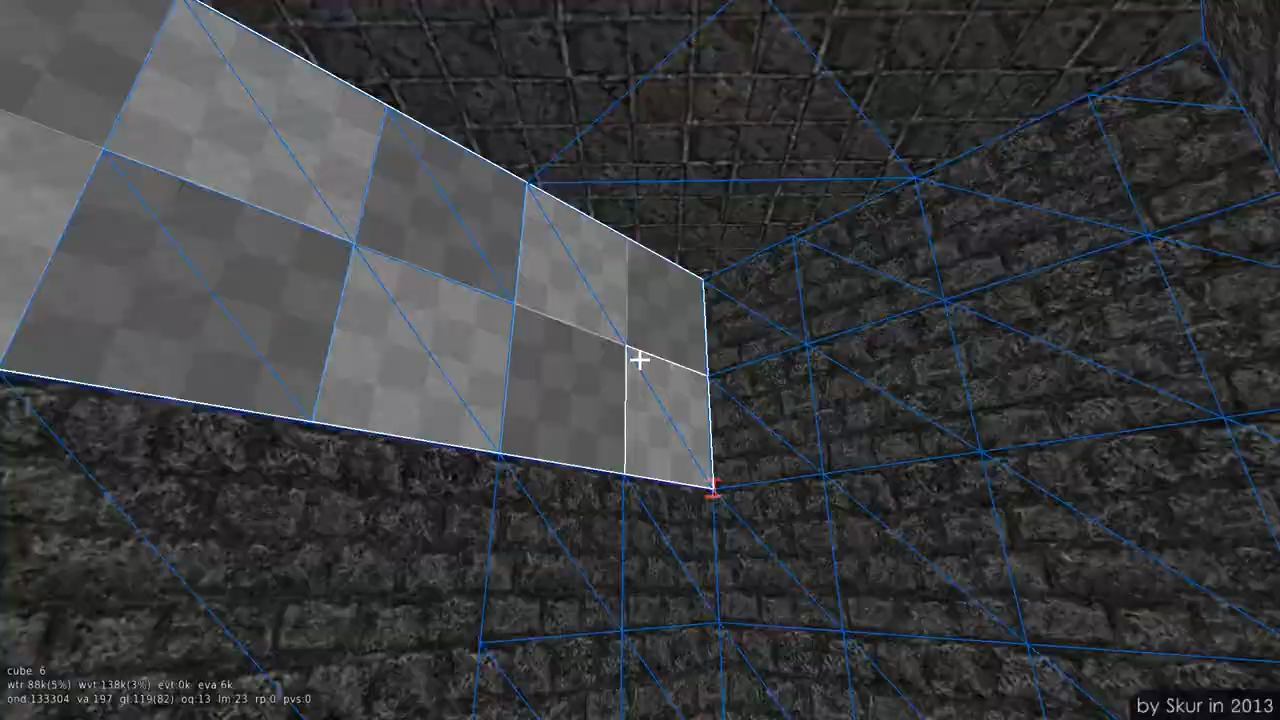 cube 6
wtr:88k(5%) wvt:138k(3%) evt:0k eva:6k
ond:133304 va:197 gl:119(82) oq:13 lm:23 rp:0 pvs:0
by Skur in 2013